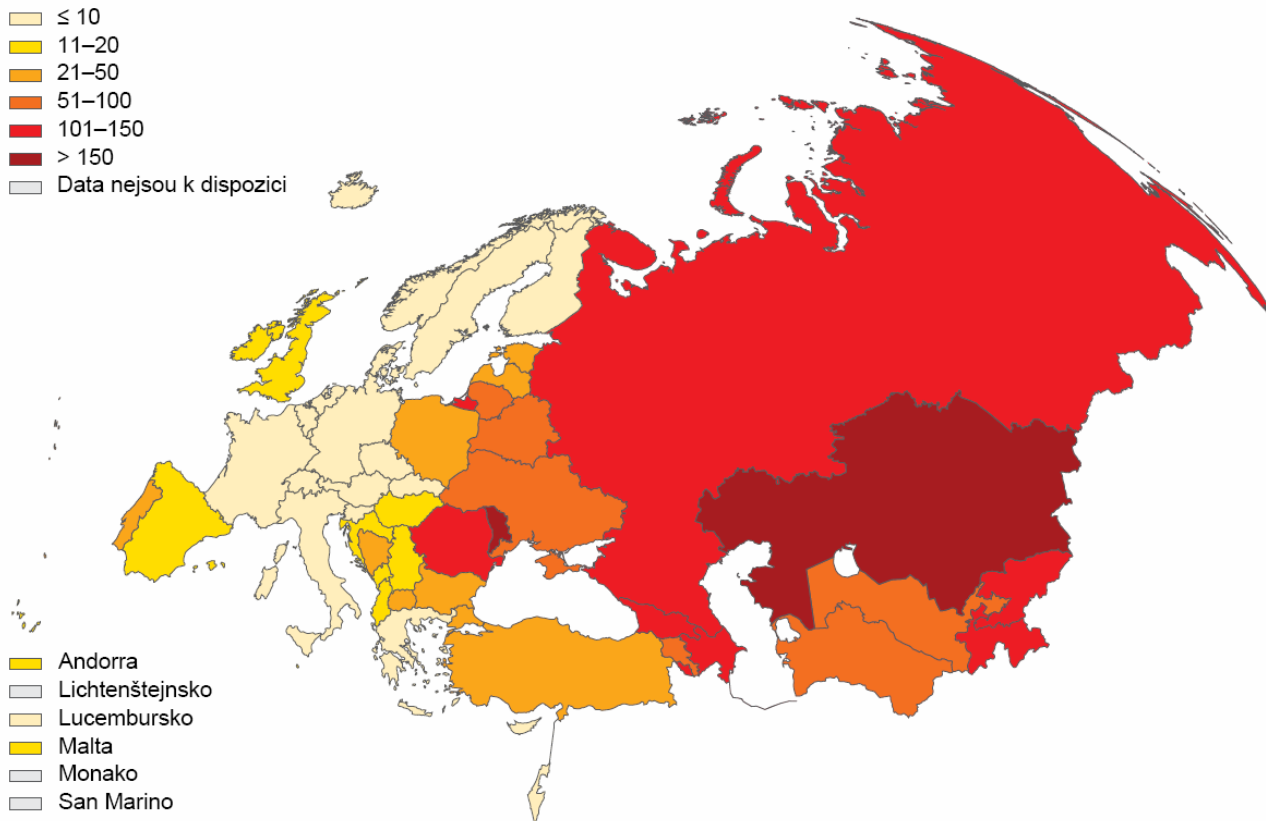 ≤ 10
11–20
21–50
51–100
101–150
> 150
Data nejsou k dispozici
Andorra
Lichtenštejnsko
Lucembursko
Malta
Monako
San Marino